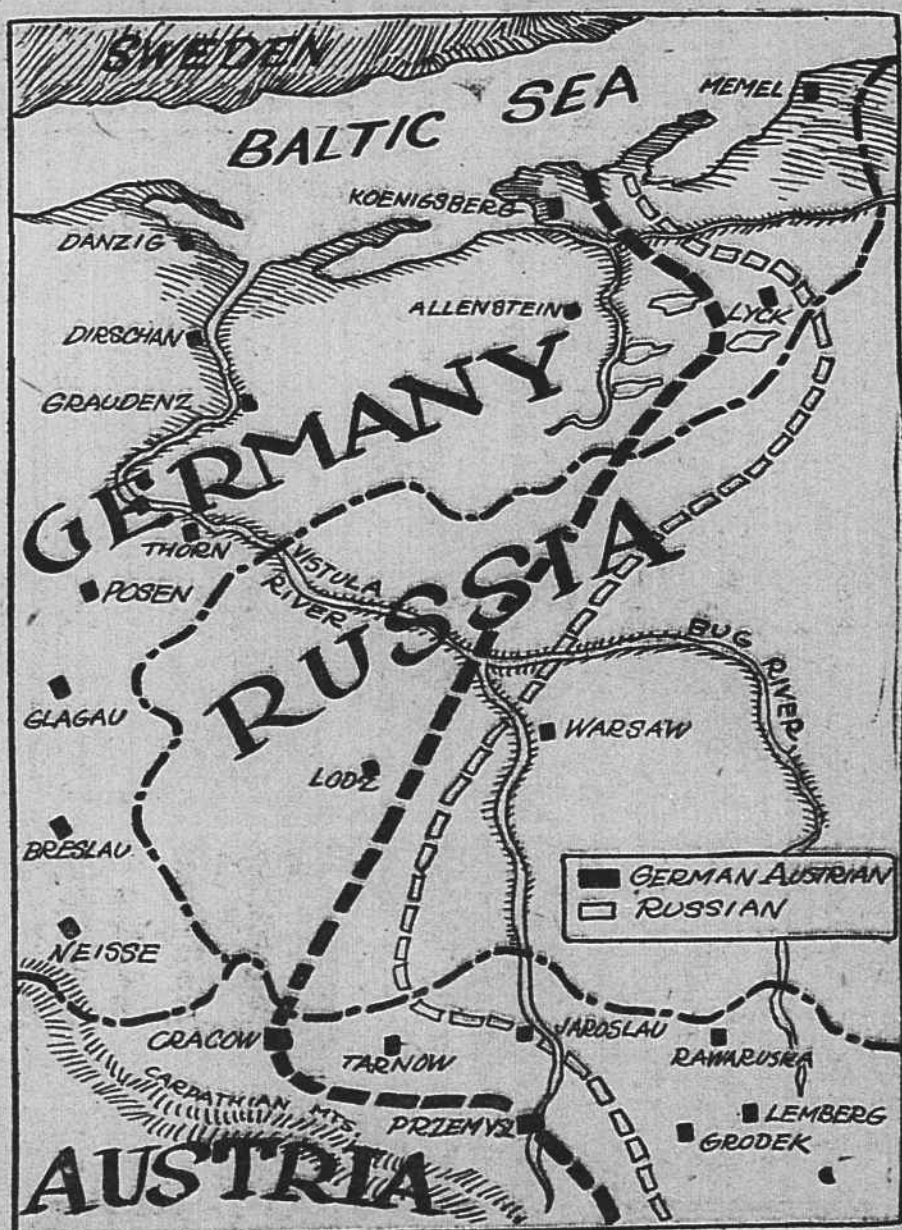 SWEDEN
BALTIC SEA
MEMEL
KOENIGSBERG
DANZIG
ALLENSTEIN
LYCK
DIRSCHAN
GRAUDENZ
GERMANY
THORN
VISTULA
RIVER
POSEN
RUSSIA
BUG
RIVER
GLAGAU
WARSAW
LODZ
BRESLAU
GERMAN AUSTRIAN
RUSSIAN
NEISSE
CRACOW
TARNOW
JAROSLAU
RAWARUSKA
CARPATHIAN MTS.
PRZEMYSL
LEMBERG
GRODEK
AUSTRIA